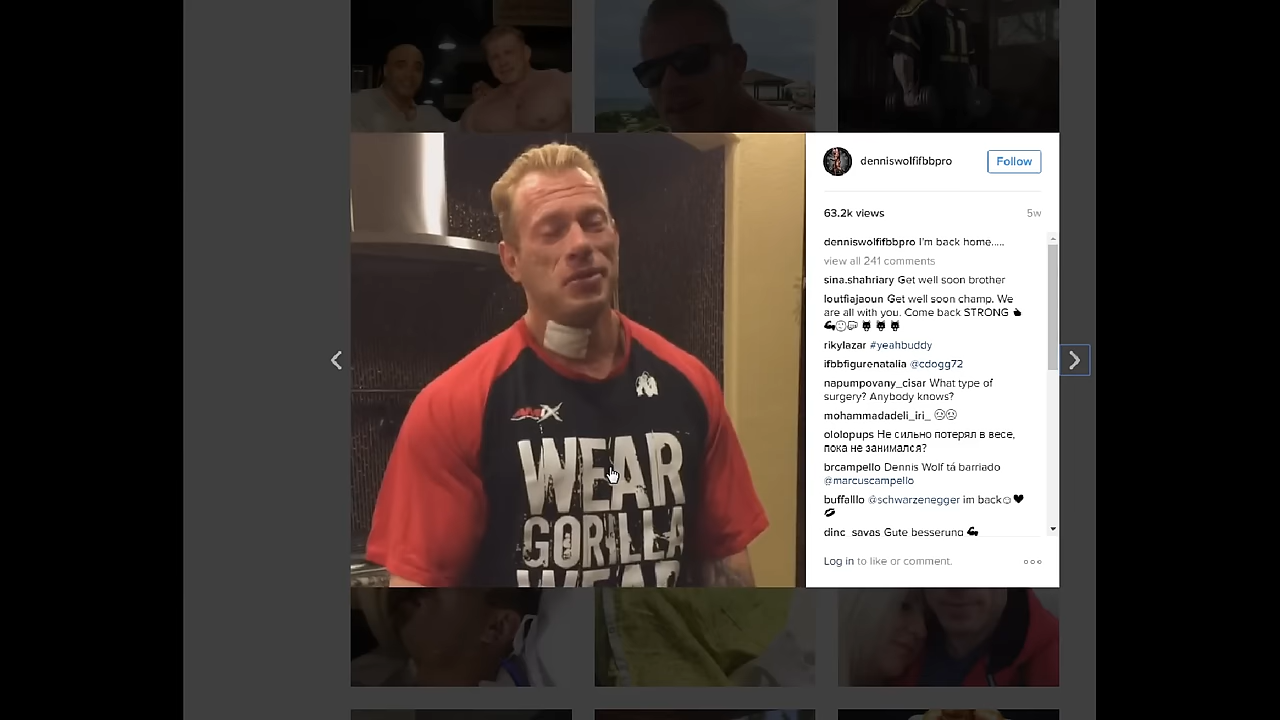 denniswolfifbbpro
Follow
63.2k views
5w
denniswolfifbbpro I'm back home.....
view all 241 comments
sina.shahriary Get well soon brother
loutfiajaoun Get well soon champ. We
are all with you. Come back STRONG
rikylazar #yeahbuddy
ifbbfigurenatalia @cdogg72
napumpovany_cisar What type of
surgery? Anybody knows?
mohammadadeli_iri_
ololopups Не сильно потерял в весе,
пока не занимался?
brcampello Dennis Wolf tá barriado
@marcuscampello
buffalllo @schwarzenegger im back
dinc_savas Gute besserung
Log in to like or comment.
AMIX
WEAR
GORILLA
WEAR